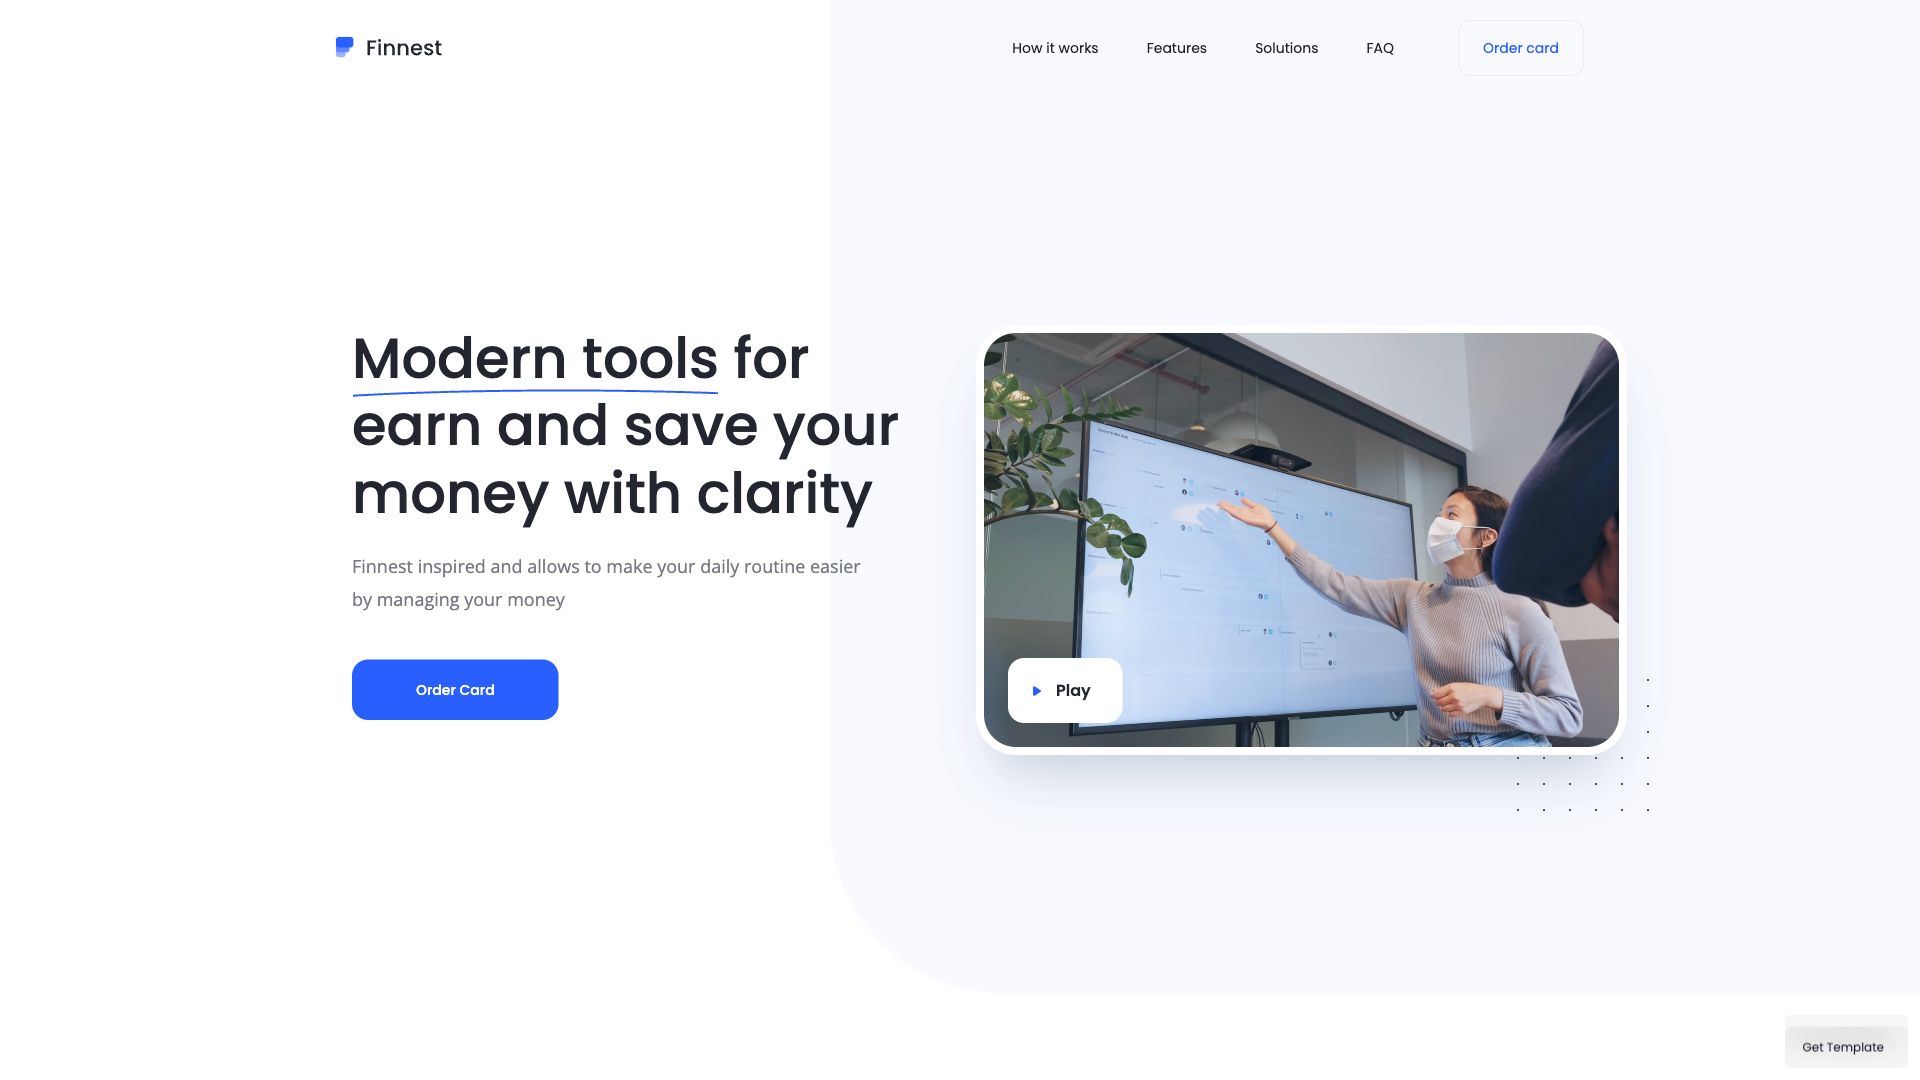 Finnest
How it works
Features
Solutions
FAQ
Order card
Modern tools for
earn and save your
money with clarity
Finnest inspired and allows to make your daily routine easier
by managing your money
Order Card
Play
Get Template